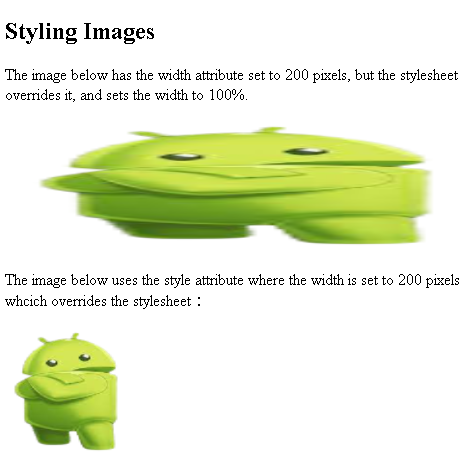 Styling Images
The image below has the width attribute set to 200 pixels, but the stylesheet
overrides it, and sets the width to 100%.
The image below uses the style attribute where the width is set to 200 pixels
whcich overrides the stylesheet：